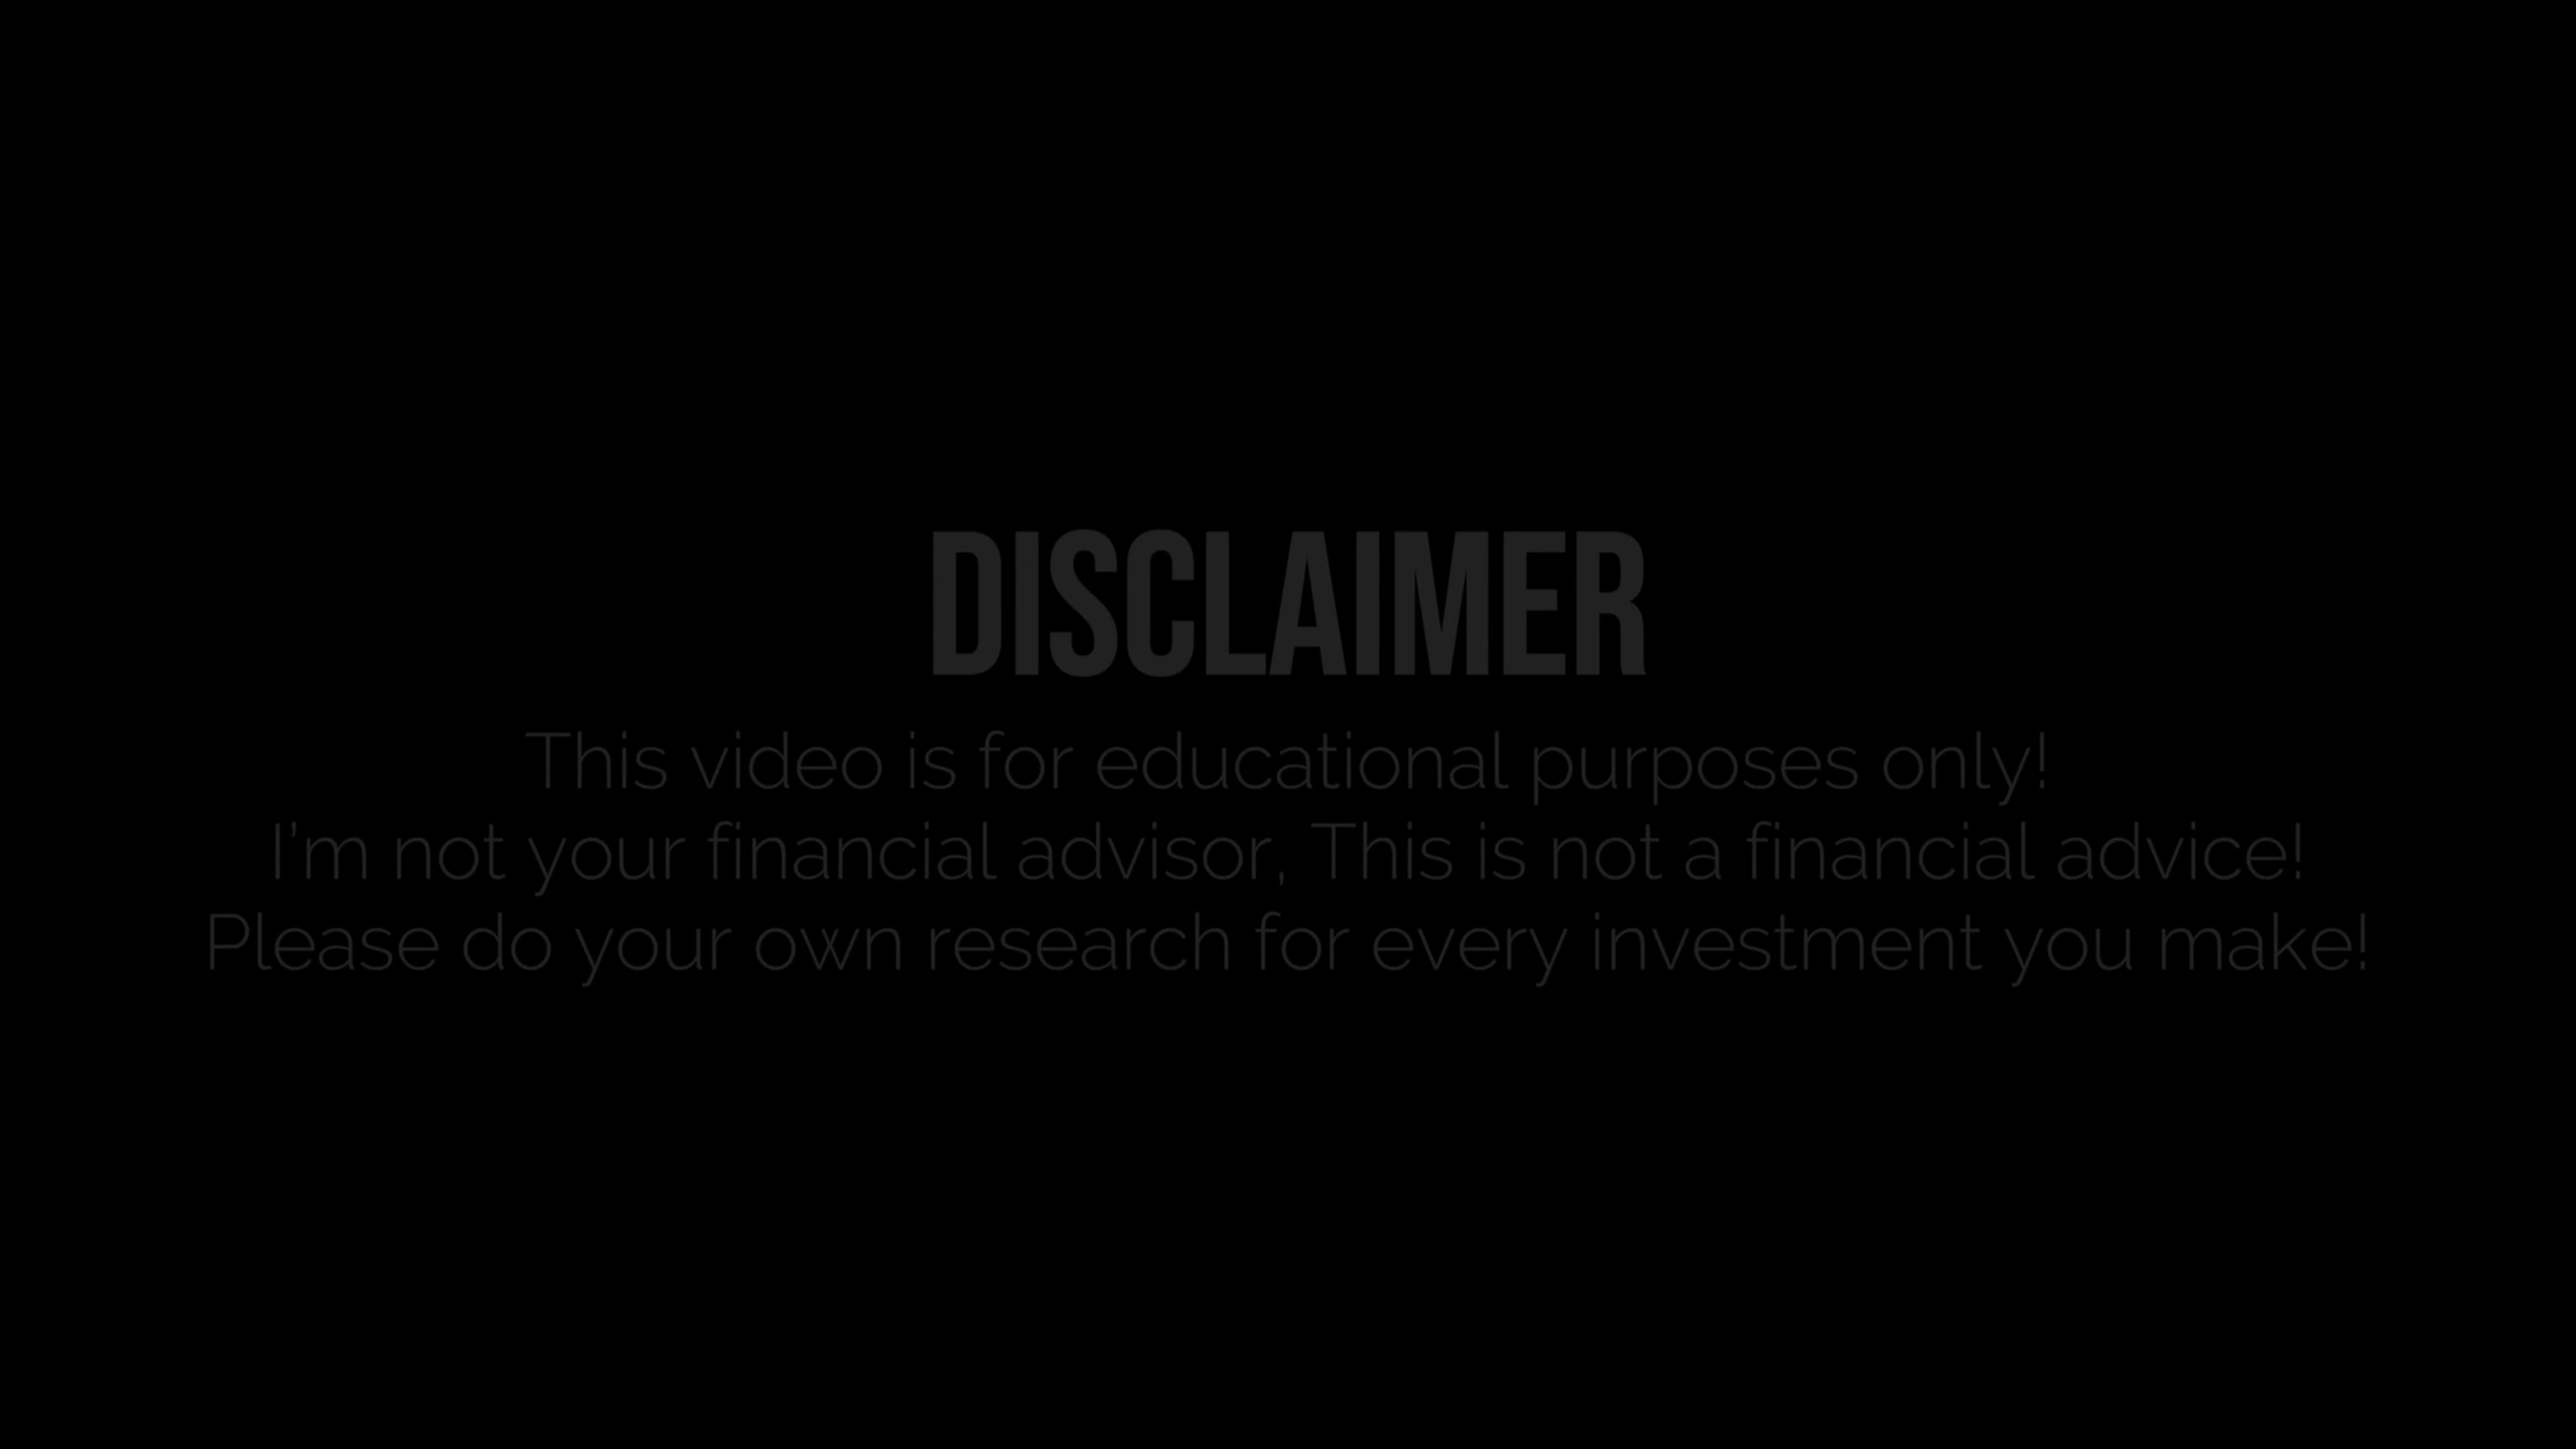 DISCLAIMER
This video is for educational purposes only!
I'm not your financial advisor, This is not a financial advice!
Please do your own research for every investment you make!